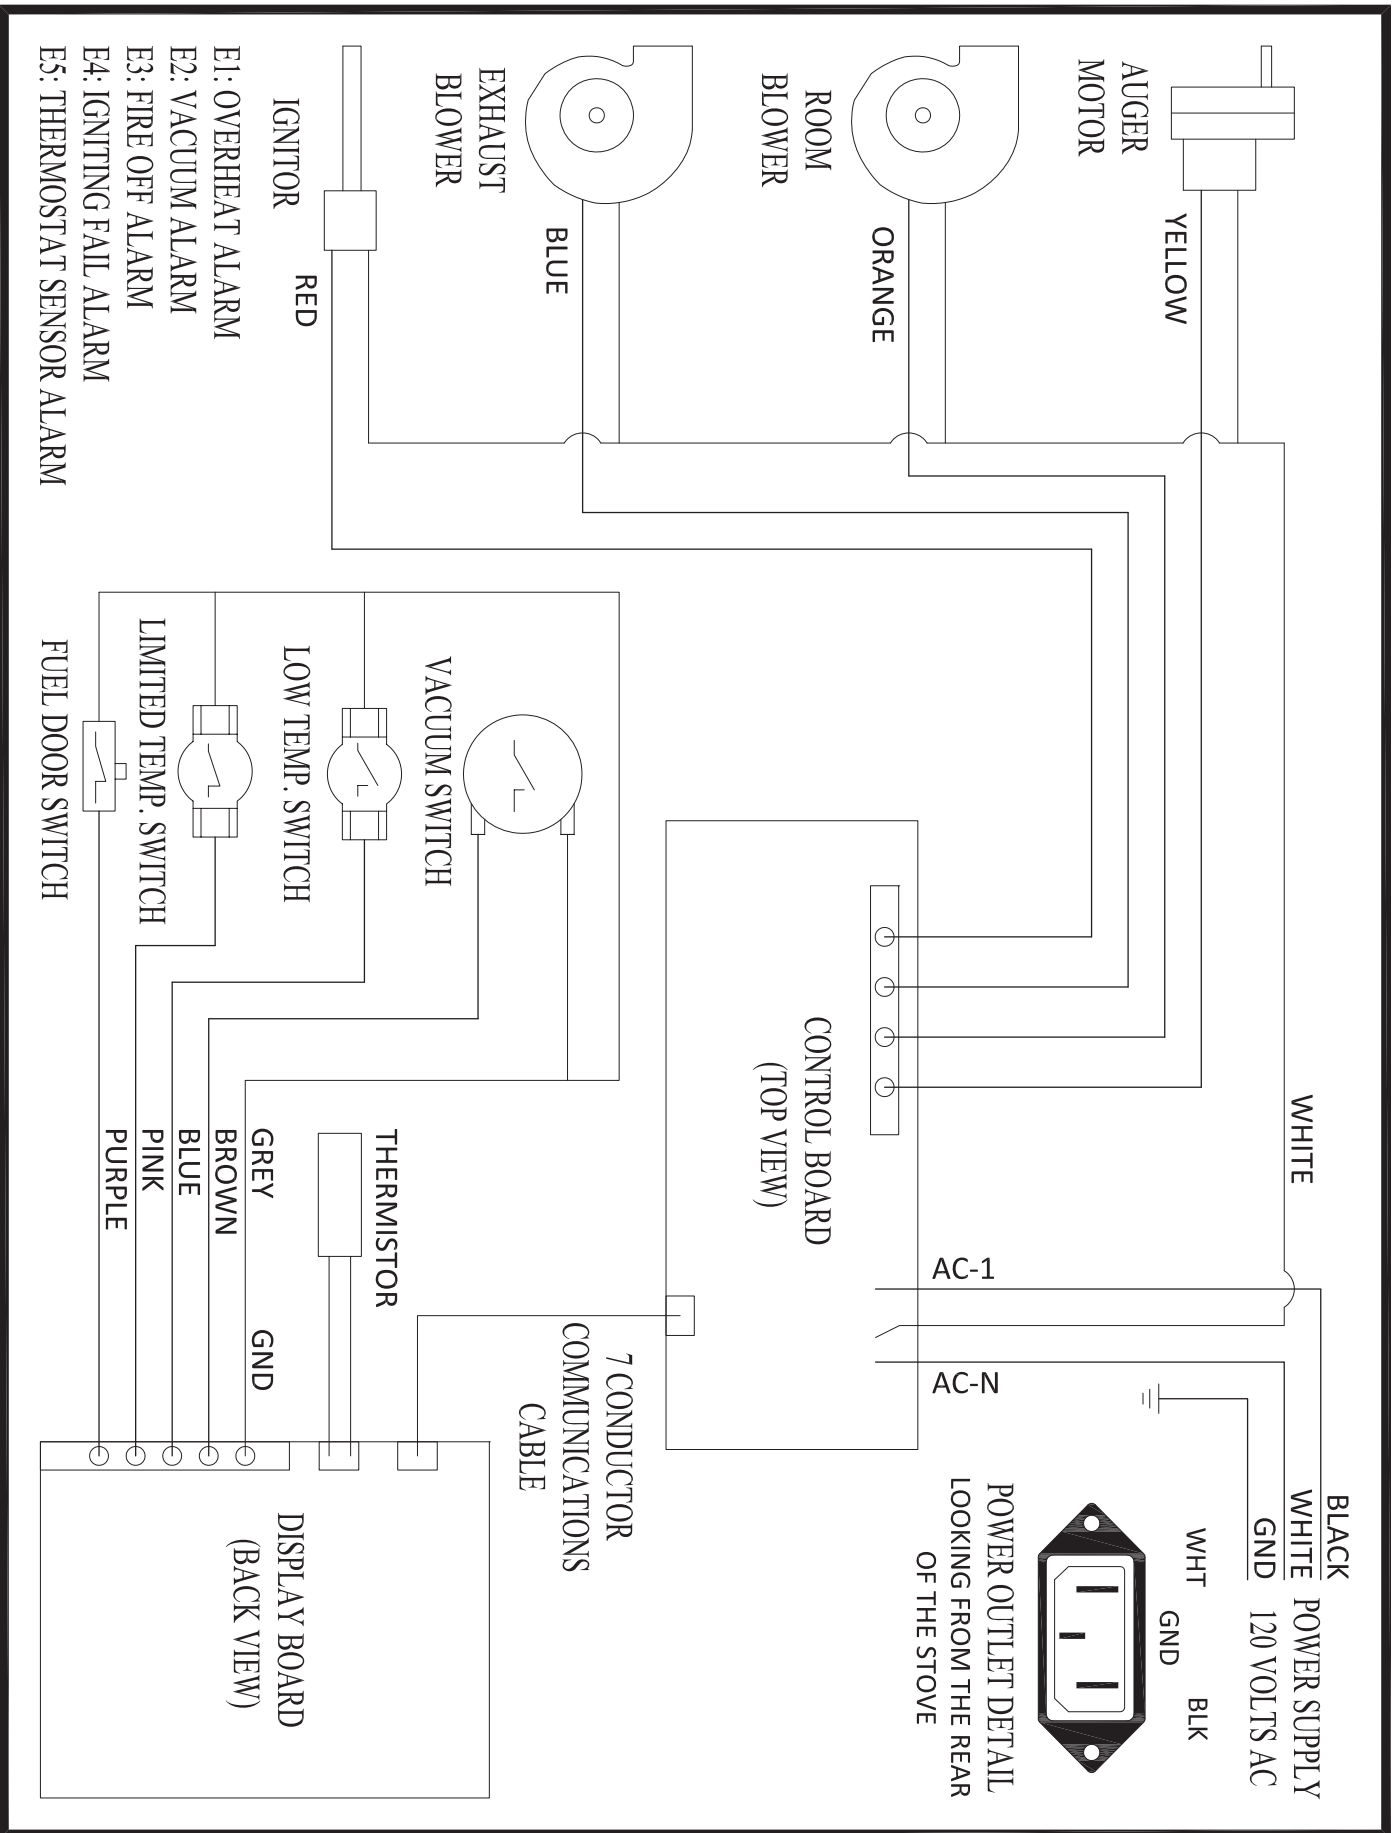 AUGER
MOTOR
YELLOW
ROOM
BLOWER
ORANGE
EXHAUST
BLOWER
BLUE
IGNITOR
RED
E1: OVERHEAT ALARM
E2: VACUUM ALARM
E3: FIRE OFF ALARM
E4: IGNITING FAIL ALARM
E5: THERMOSTAT SENSOR ALARM
WHITE
CONTROL BOARD
(TOP VIEW)
AC-1
AC-N
VACUUM SWITCH
LOW TEMP. SWITCH
LIMITED TEMP. SWITCH
FUEL DOOR SWITCH
THERMISTOR
GREY
GND
BROWN
BLUE
PINK
PURPLE
7 CONDUCTOR
COMMUNICATIONS
CABLE
BLACK
WHITE
GND
POWER SUPPLY
120 VOLTS AC
WHT
GND
BLK
POWER OUTLET DETAIL
LOOKING FROM THE REAR
OF THE STOVE
DISPLAY BOARD
(BACK VIEW)